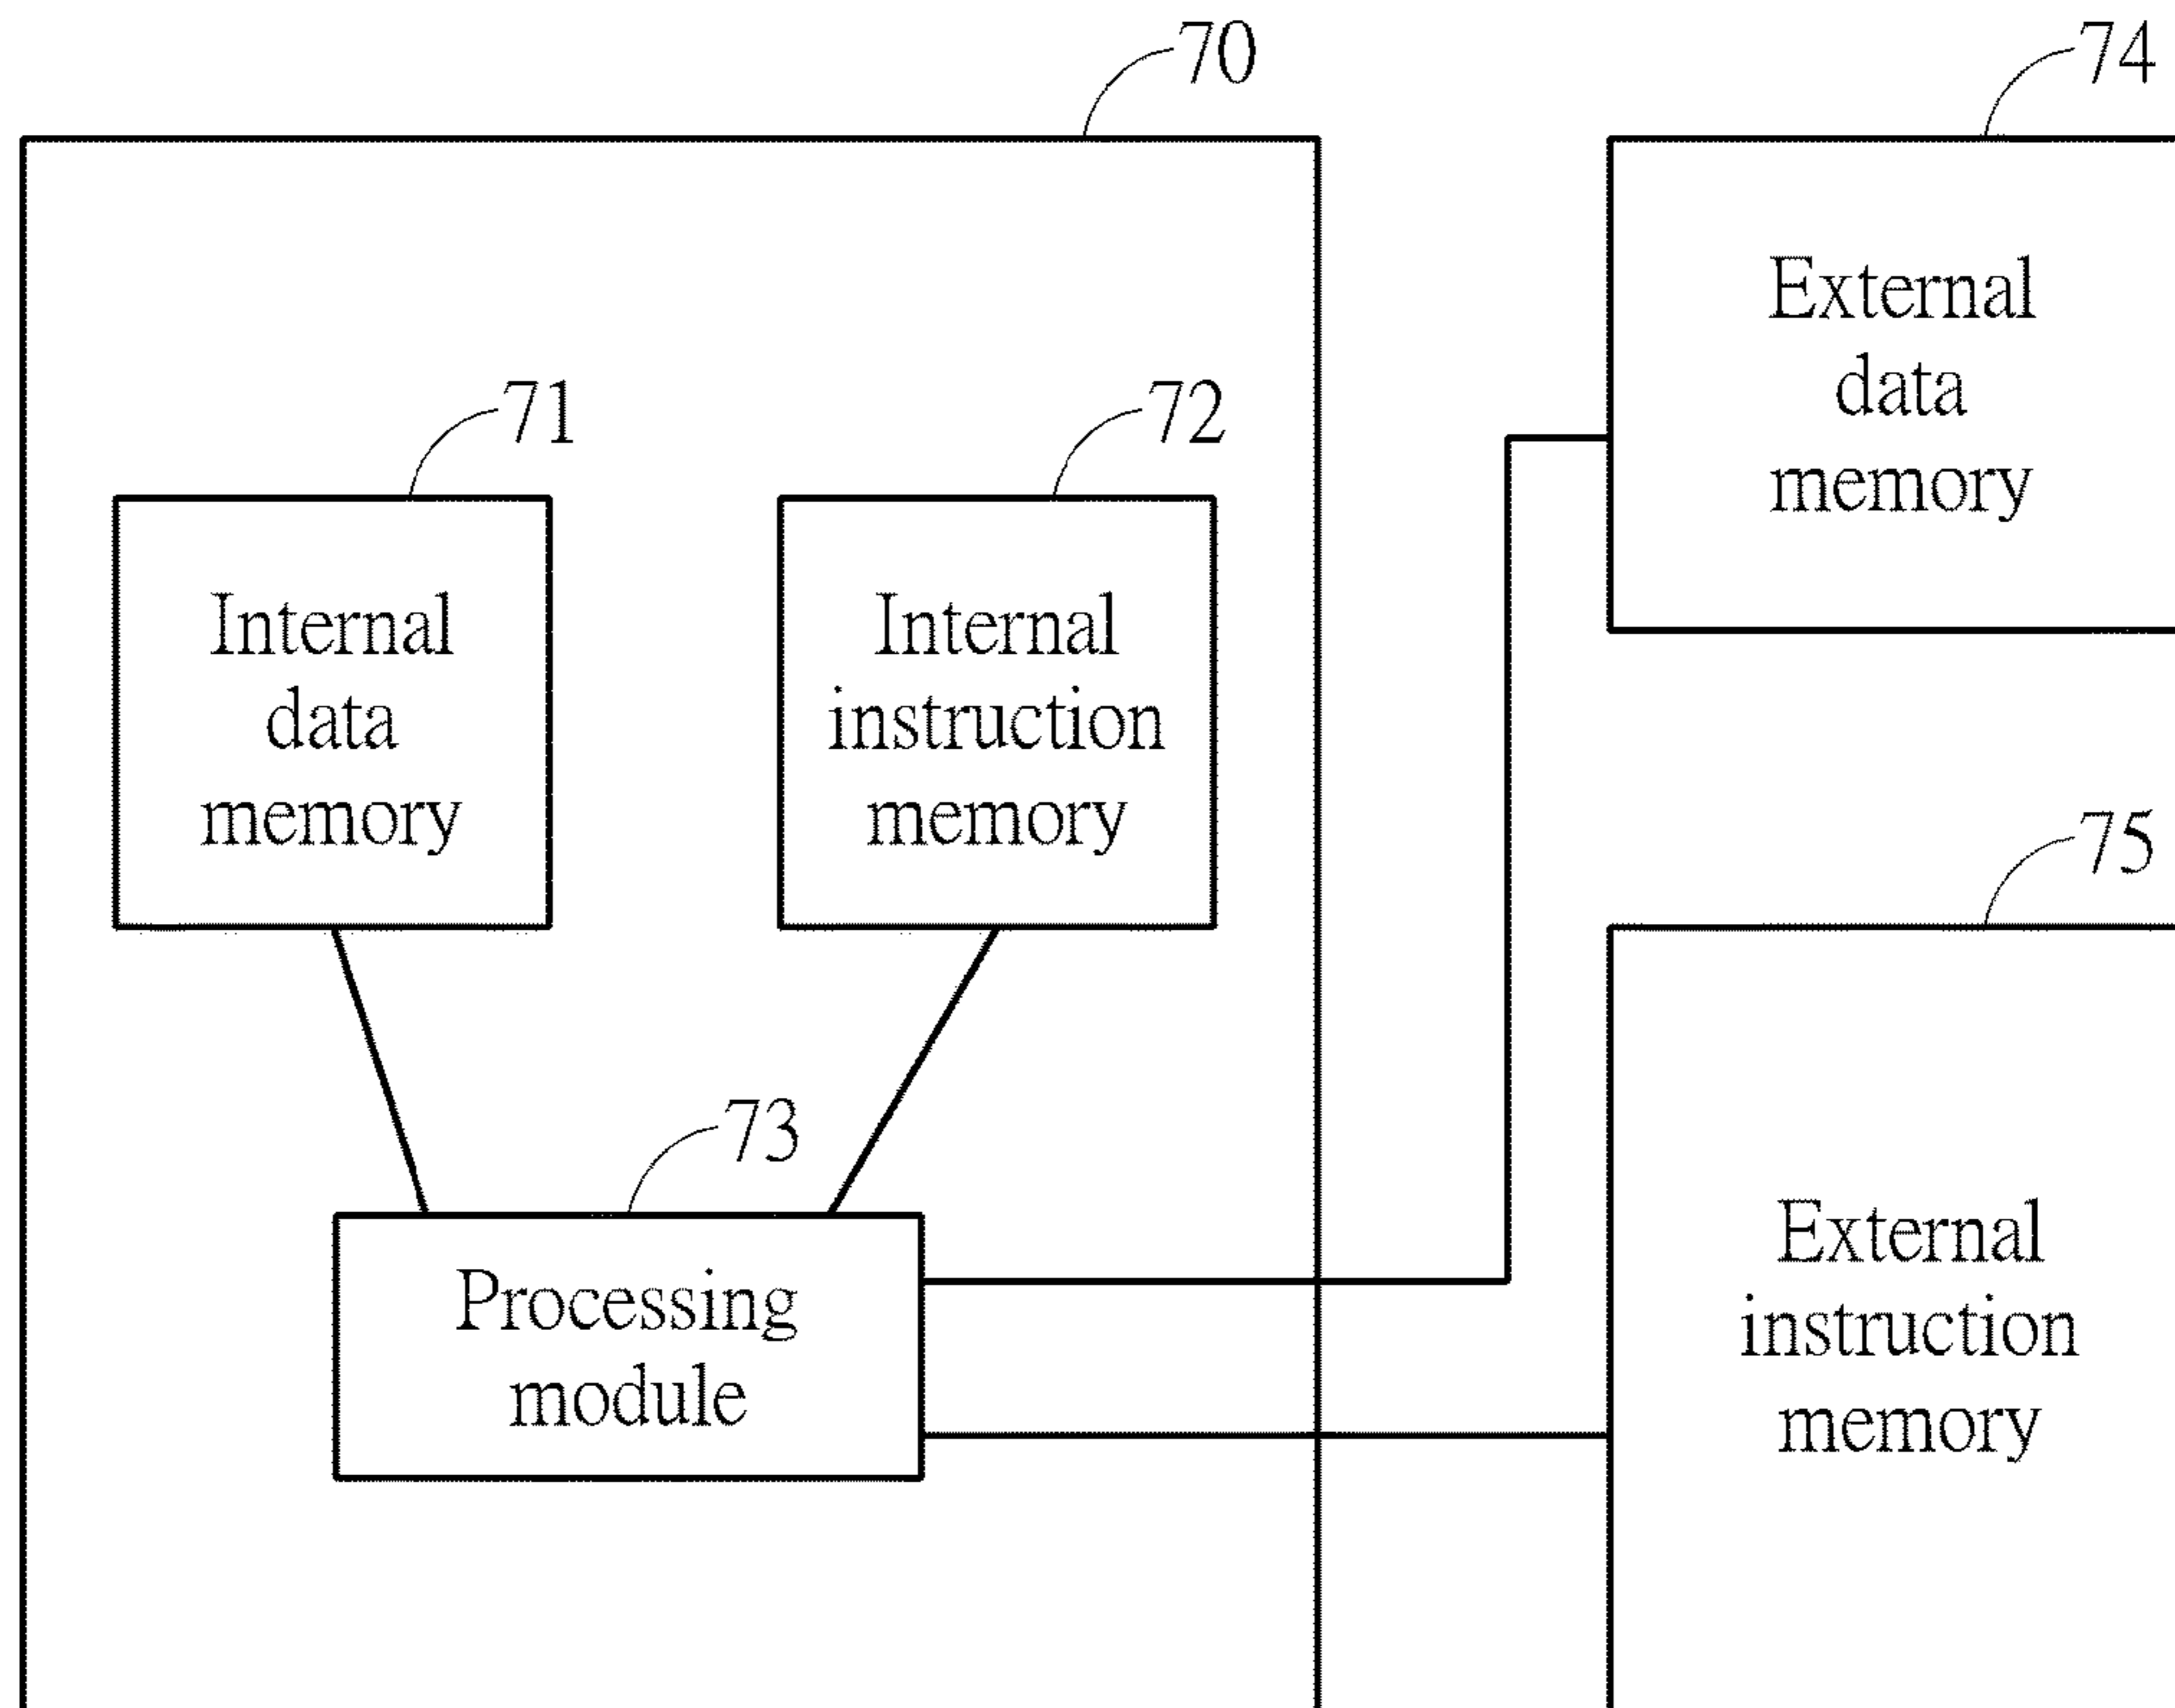 70
74
External
data
memory
71
72
Internal
data
memory
Internal
instruction
memory
75
73
Processing
module
External
instruction
memory